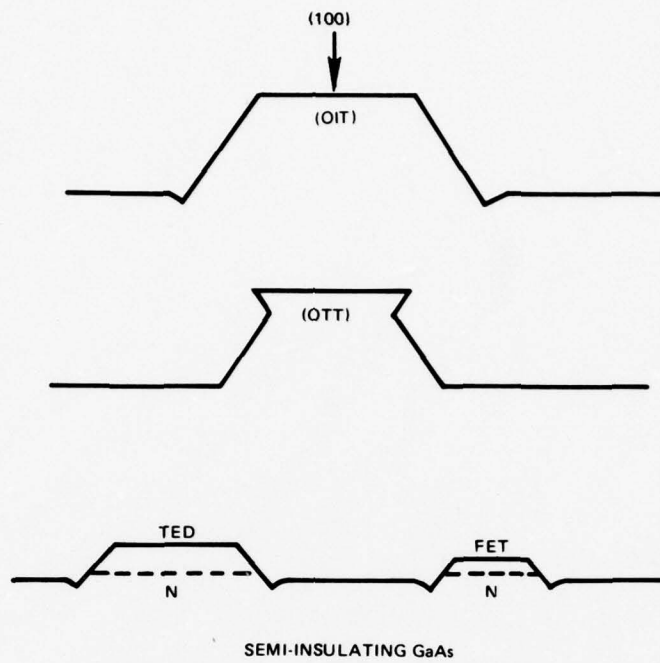 (100)
(OIT)
(OTT)
TED
FET
N
N
SEMI-INSULATING GaAs